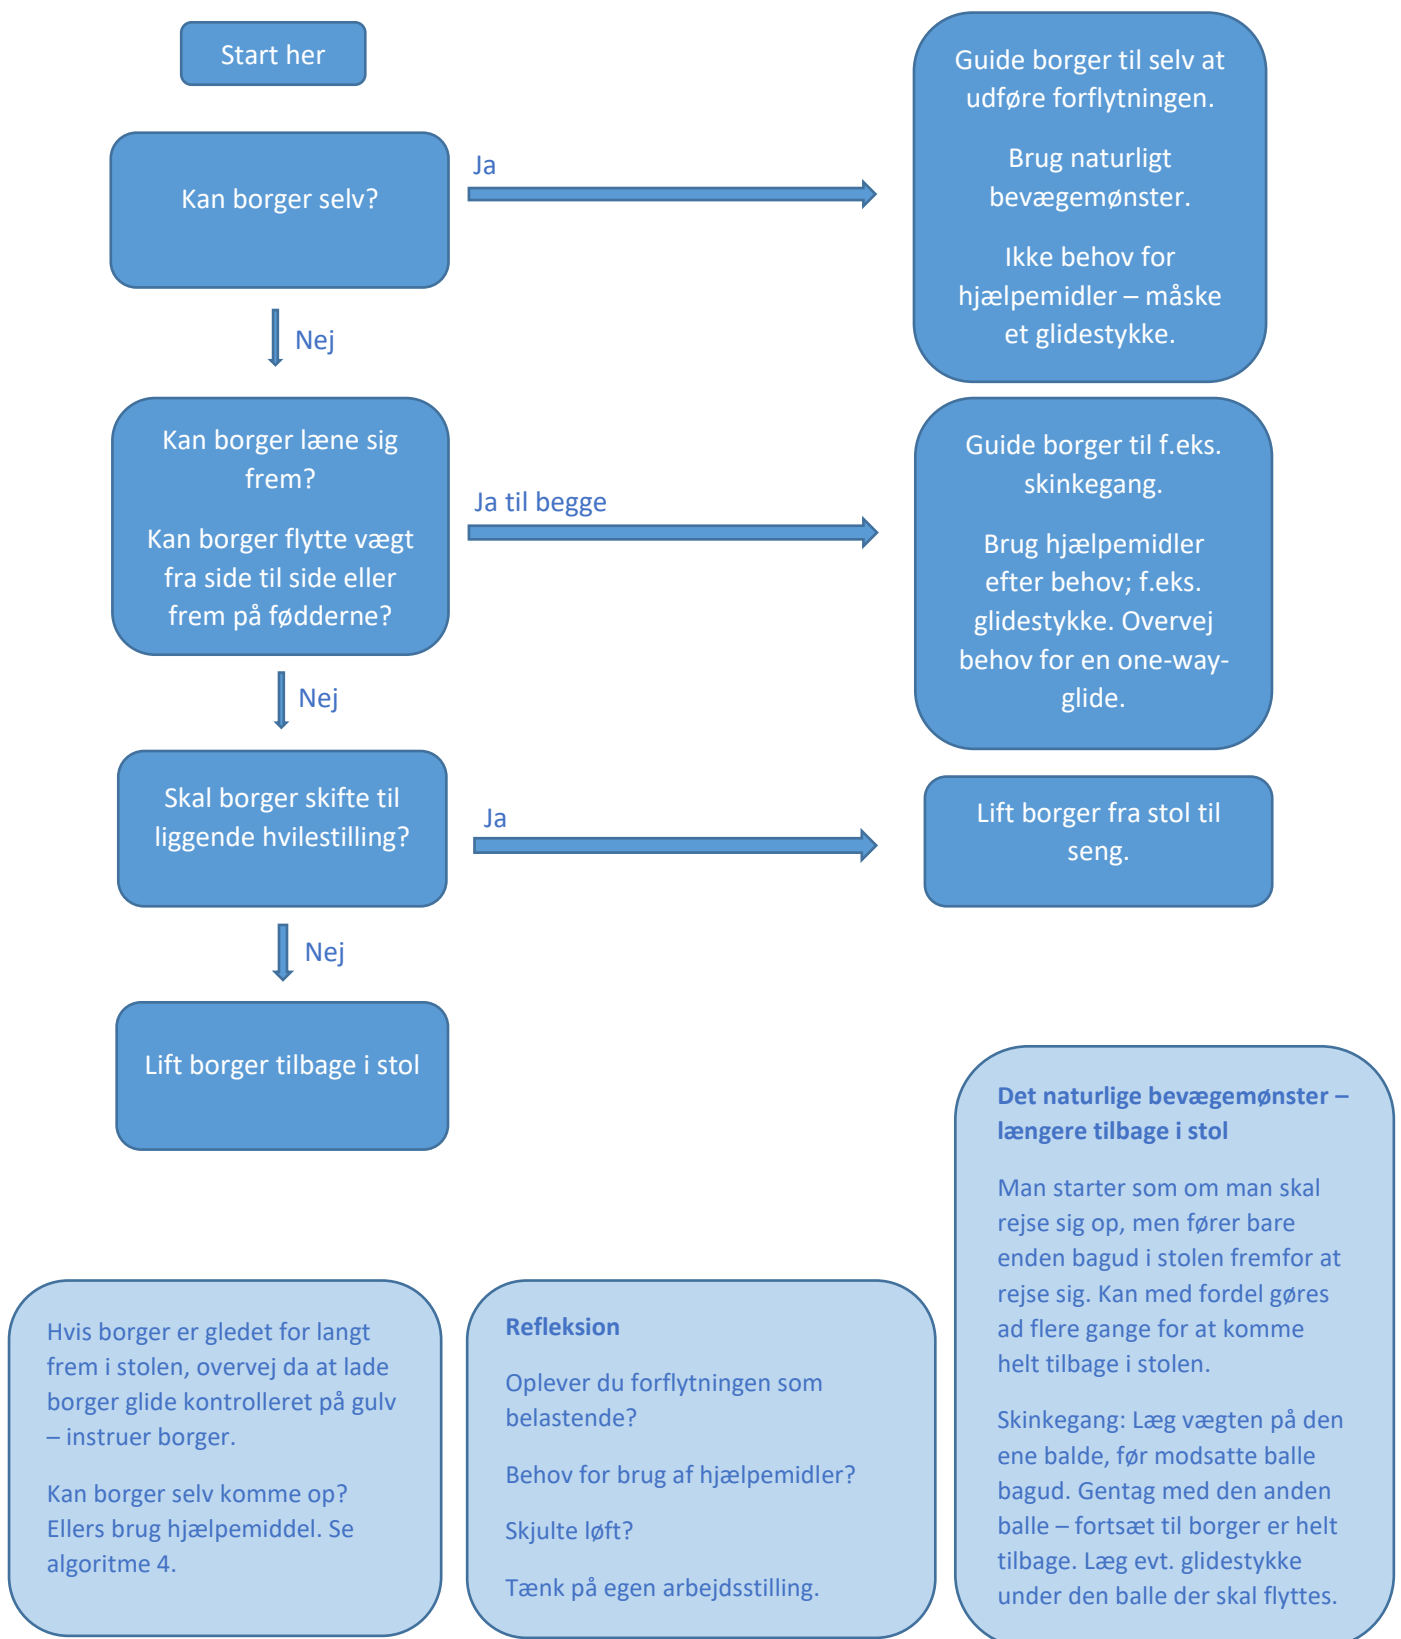 Start her
Kan borger selv?
Ja
Guide borger til selv at
udføre forflytningen.
Brug naturligt
bevægemønster.
Ikke behov for
hjælpemidler – måske
et glidestykke.
Nej
Kan borger læne sig
frem?
Kan borger flytte vægt
fra side til side eller
frem på fødderne?
Ja til begge
Guide borger til f.eks.
skinkegang.
Brug hjælpemidler
efter behov; f.eks.
glidestykke. Overvej
behov for en one-way-
glide.
Nej
Skal borger skifte til
liggende hvilestilling?
Ja
Lift borger fra stol til
seng.
Nej
Lift borger tilbage i stol
Hvis borger er gledet for langt
frem i stolen, overvej da at lade
borger glide kontrolleret på gulv
– instruer borger.
Kan borger selv komme op?
Ellers brug hjælpemiddel. Se
algoritme 4.
Refleksion
Oplever du forflytningen som
belastende?
Behov for brug af hjælpemidler?
Skjulte løft?
Tænk på egen arbejdsstilling.
Det naturlige bevægemønster –
længere tilbage i stol
Man starter som om man skal
rejse sig op, men fører bare
enden bagud i stolen fremfor at
rejse sig. Kan med fordel gøres
ad flere gange for at komme
helt tilbage i stolen.
Skinkegang: Læg vægten på den
ene balde, før modsatte balle
bagud. Gentag med den anden
balle – fortsæt til borger er helt
tilbage. Læg evt. glidestykke
under den balle der skal flyttes.